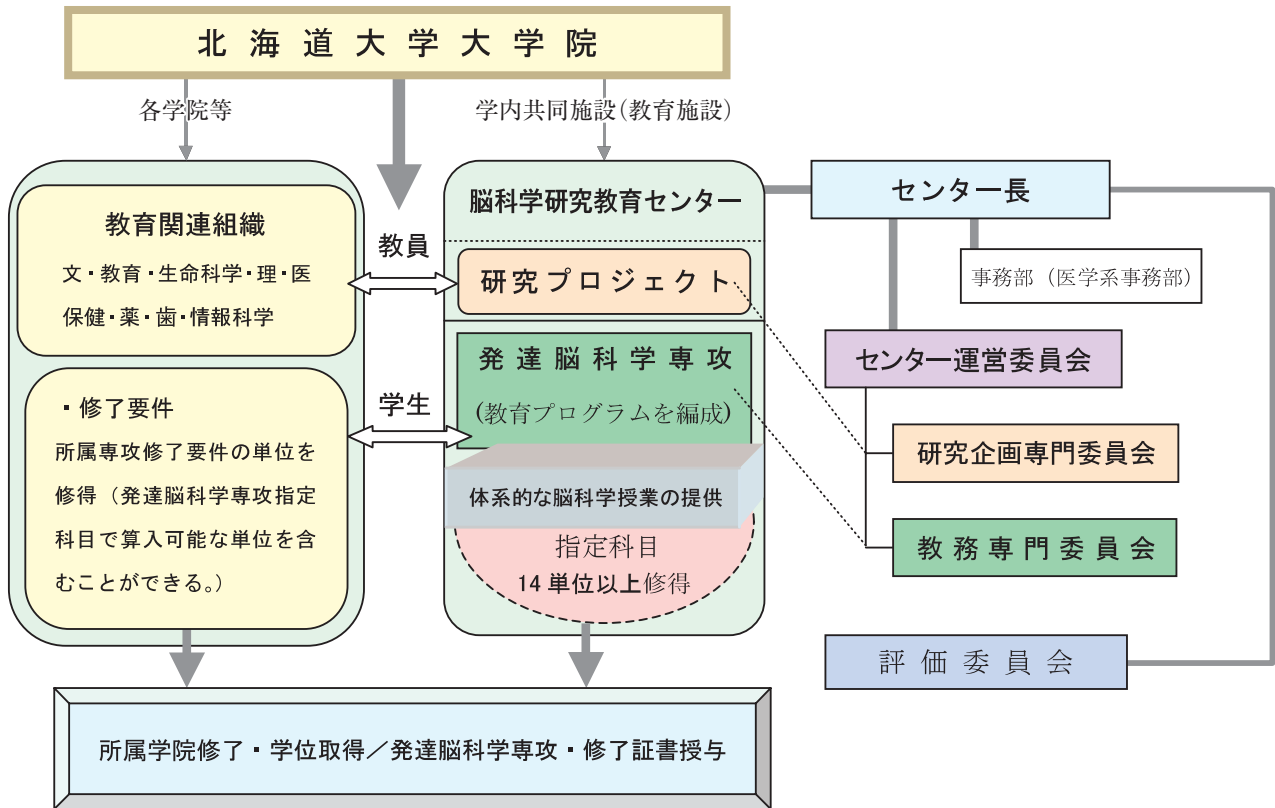 北海道大学大学院
各学院等
学内共同施設(教育施設)
教育関連組織
文・教育・生命科学・理・医
保健・薬・歯・情報科学
・修了要件
所属専攻修了要件の単位を
修得（発達脳科学専攻指定
科目で算入可能な単位を含
むことができる。）
教員
学生
脳科学研究教育センター
研究プロジェクト
発達脳科学専攻
(教育プログラムを編成)
体系的な脳科学授業の提供
指定科目
14 単位以上修得
センター長
事務部（医学系事務部）
センター運営委員会
研究企画専門委員会
教務専門委員会
評価委員会
所属学院修了・学位取得／発達脳科学専攻・修了証書授与